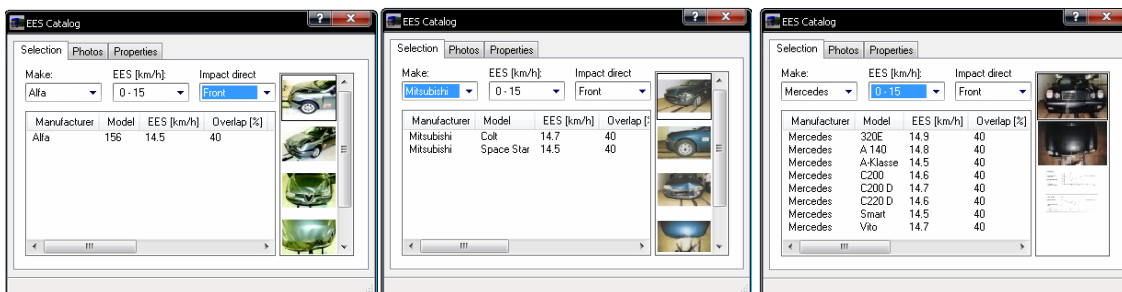 EES Catalog
Selection Photos Properties
Make: EES [km/h]: Impact direct
Alfa 0 - 15 Front
Manufacturer Model EES [km/h] Overlap [%]
Alfa 156 14.5 40
EES Catalog
Selection Photos Properties
Make: EES [km/h]: Impact direct
Mitsubishi 0 - 15 Front
Manufacturer Model EES [km/h] Overlap [%
Mitsubishi Colt 14.7 40
Mitsubishi Space Star 14.5 40
EES Catalog
Selection Photos Properties
Make: EES [km/h]: Impact direct
Mercedes 0 - 15 Front
Manufacturer Model EES [km/h] Overlap [%]
Mercedes 320E 14.9 40
Mercedes A 140 14.8 40
Mercedes A-Klasse 14.5 40
Mercedes C200 14.6 40
Mercedes C200 D 14.7 40
Mercedes C220 D 14.6 40
Mercedes Smart 14.5 40
Mercedes Vito 14.7 40